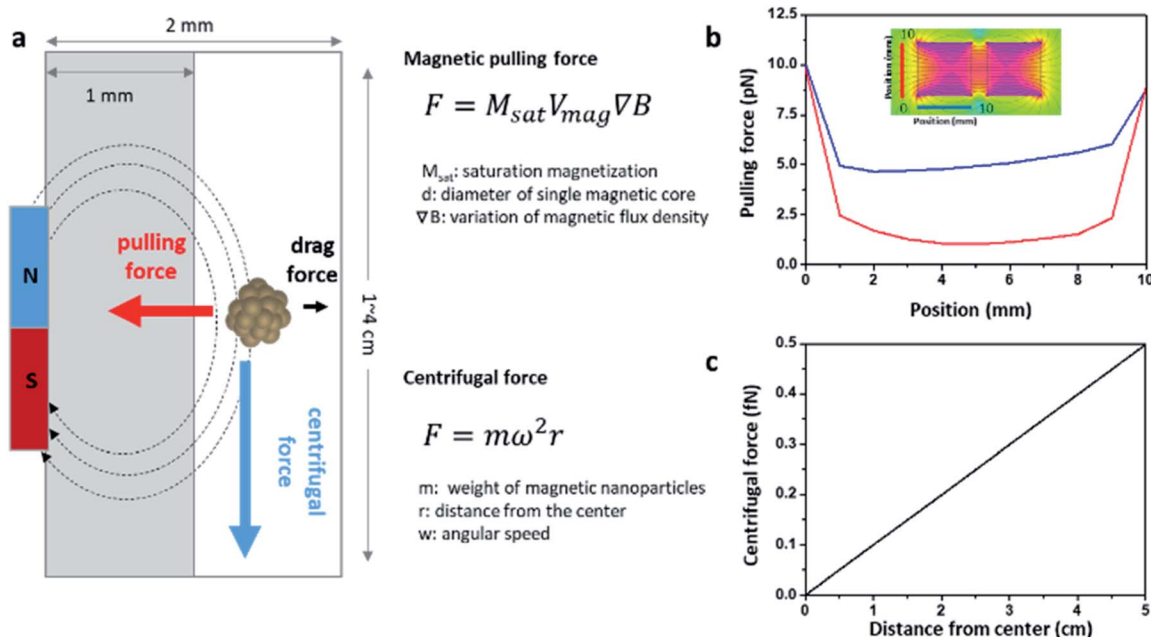 a
2 mm
1 mm
N
S
pulling
force
drag
force
centrifugal
force
1~4 cm
Magnetic pulling force
F = M_sat V_mag ∇B
M_sat: saturation magnetization
d: diameter of single magnetic core
∇B: variation of magnetic flux density
Centrifugal force
F = mω²r
m: weight of magnetic nanoparticles
r: distance from the center
w: angular speed
b
Pulling force (pN)
12.5
10.0
7.5
5.0
2.5
0.0
0 2 4 6 8 10
Position (mm)
10
Position (mm)
0
10
Position (mm)
c
Centrifugal force (fN)
0.5
0.4
0.3
0.2
0.1
0.0
0 1 2 3 4 5
Distance from center (cm)